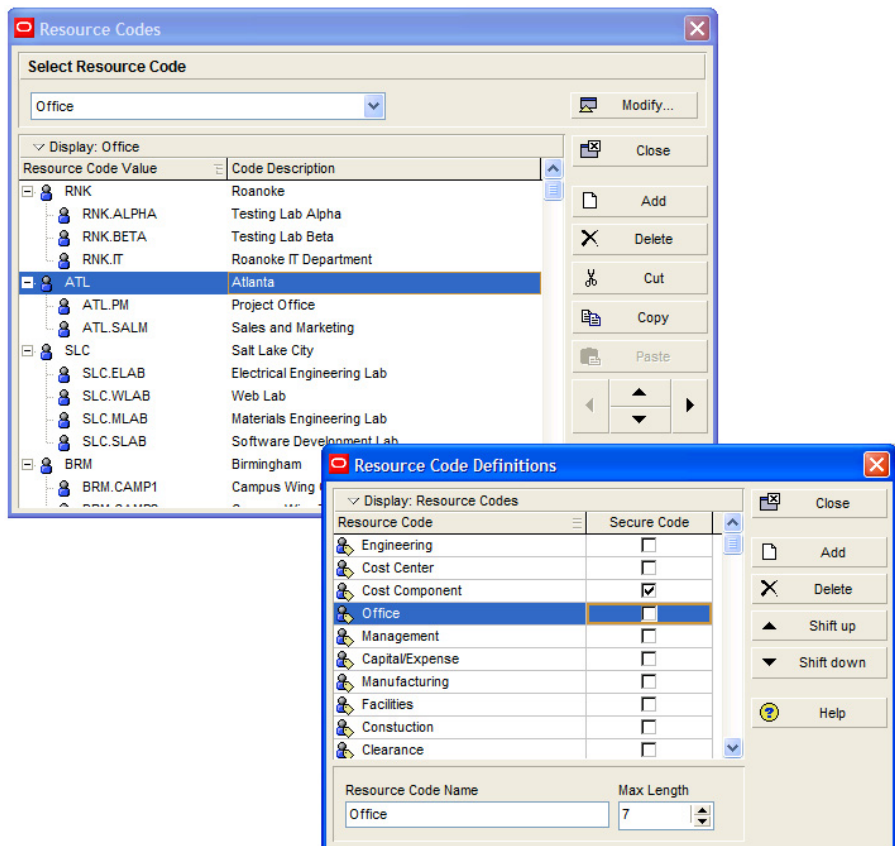 Resource Codes
Select Resource Code
Office
Modify...
Display: Office
Close
Resource Code Value Code Description
RNK Roanoke
Add
RNK.ALPHA Testing Lab Alpha
RNK.BETA Testing Lab Beta
Delete
RNK.IT Roanoke IT Department
ATL Atlanta
Cut
ATL.PM Project Office
Copy
ATL.SALM Sales and Marketing
SLC Salt Lake City
Paste
SLC.ELAB Electrical Engineering Lab
SLC.WLAB Web Lab
SLC.MLAB Materials Engineering Lab
SLC.SLAB Software Development Lab
BRM Birmingham
BRM.CAMP1 Campus Wing
Resource Code Definitions
Display: Resource Codes
Close
Resource Code Secure Code
Engineering
Add
Cost Center
Cost Component
Delete
Office
Shift up
Management
Capital/Expense
Shift down
Manufacturing
Facilities
Help
Constuction
Clearance
Resource Code Name Max Length
Office 7